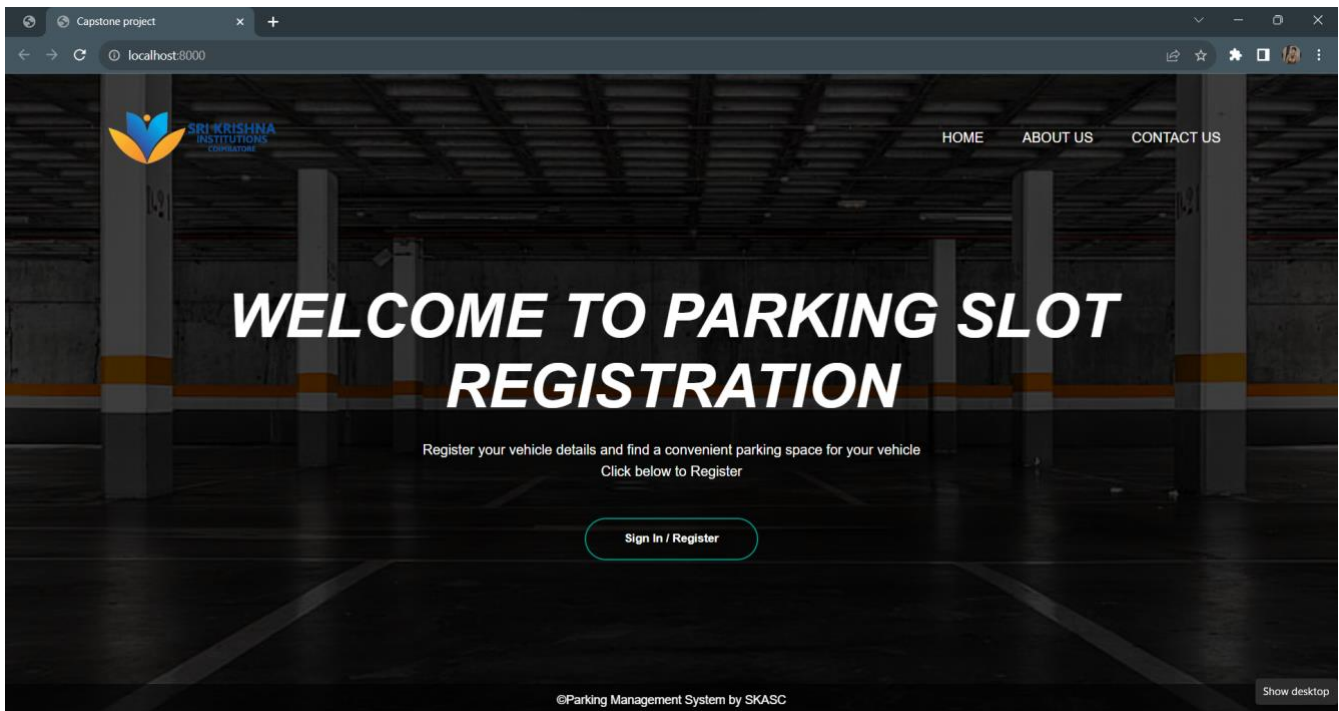 Capstone project
localhost:8000
SRI KRISHNA
INSTITUTIONS
COIMBATORE
HOME ABOUT US CONTACT US
WELCOME TO PARKING SLOT
REGISTRATION
Register your vehicle details and find a convenient parking space for your vehicle
Click below to Register
Sign In / Register
©Parking Management System by SKASC
Show desktop